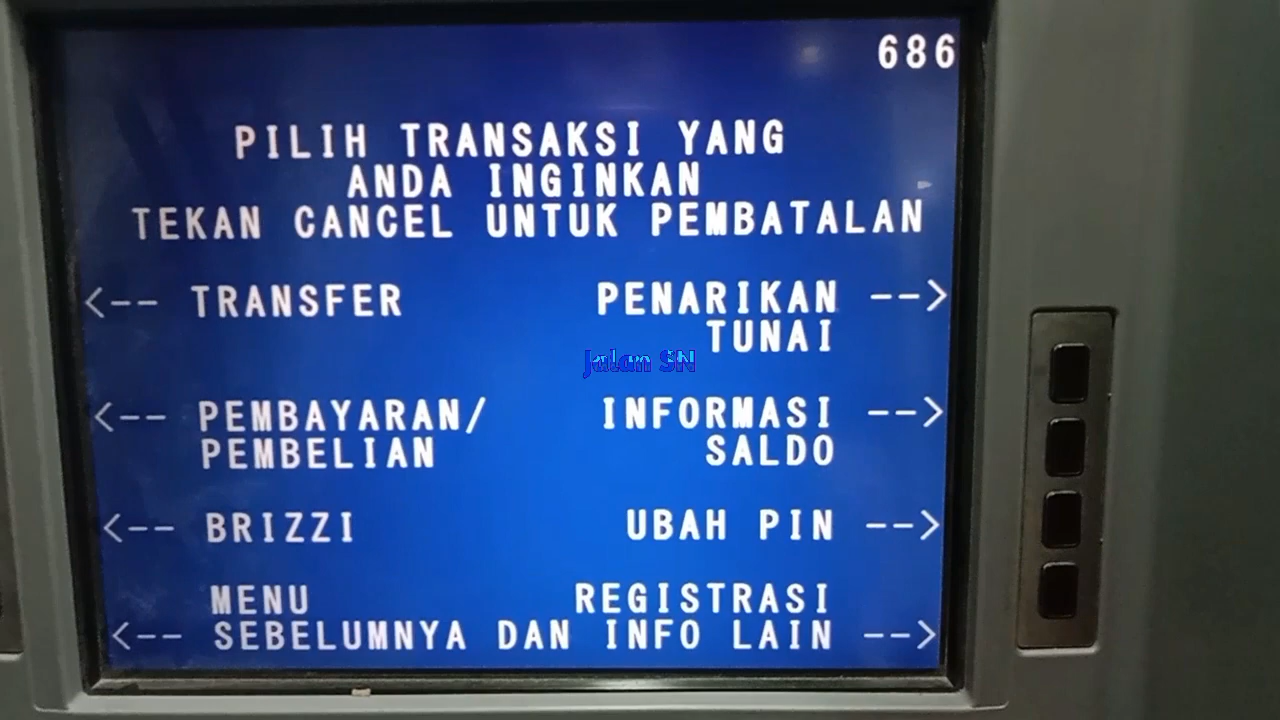 686
PILIH TRANSAKSI YANG
ANDA INGINKAN
TEKAN CANCEL UNTUK PEMBATALAN
<-- TRANSFER PENARIKAN -->
TUNAI
Jalan SN
<-- PEMBAYARAN/ INFORMASI -->
PEMBELIAN SALDO
<-- BRIZZI UBAH PIN -->
MENU REGISTRASI
<-- SEBELUMNYA DAN INFO LAIN -->